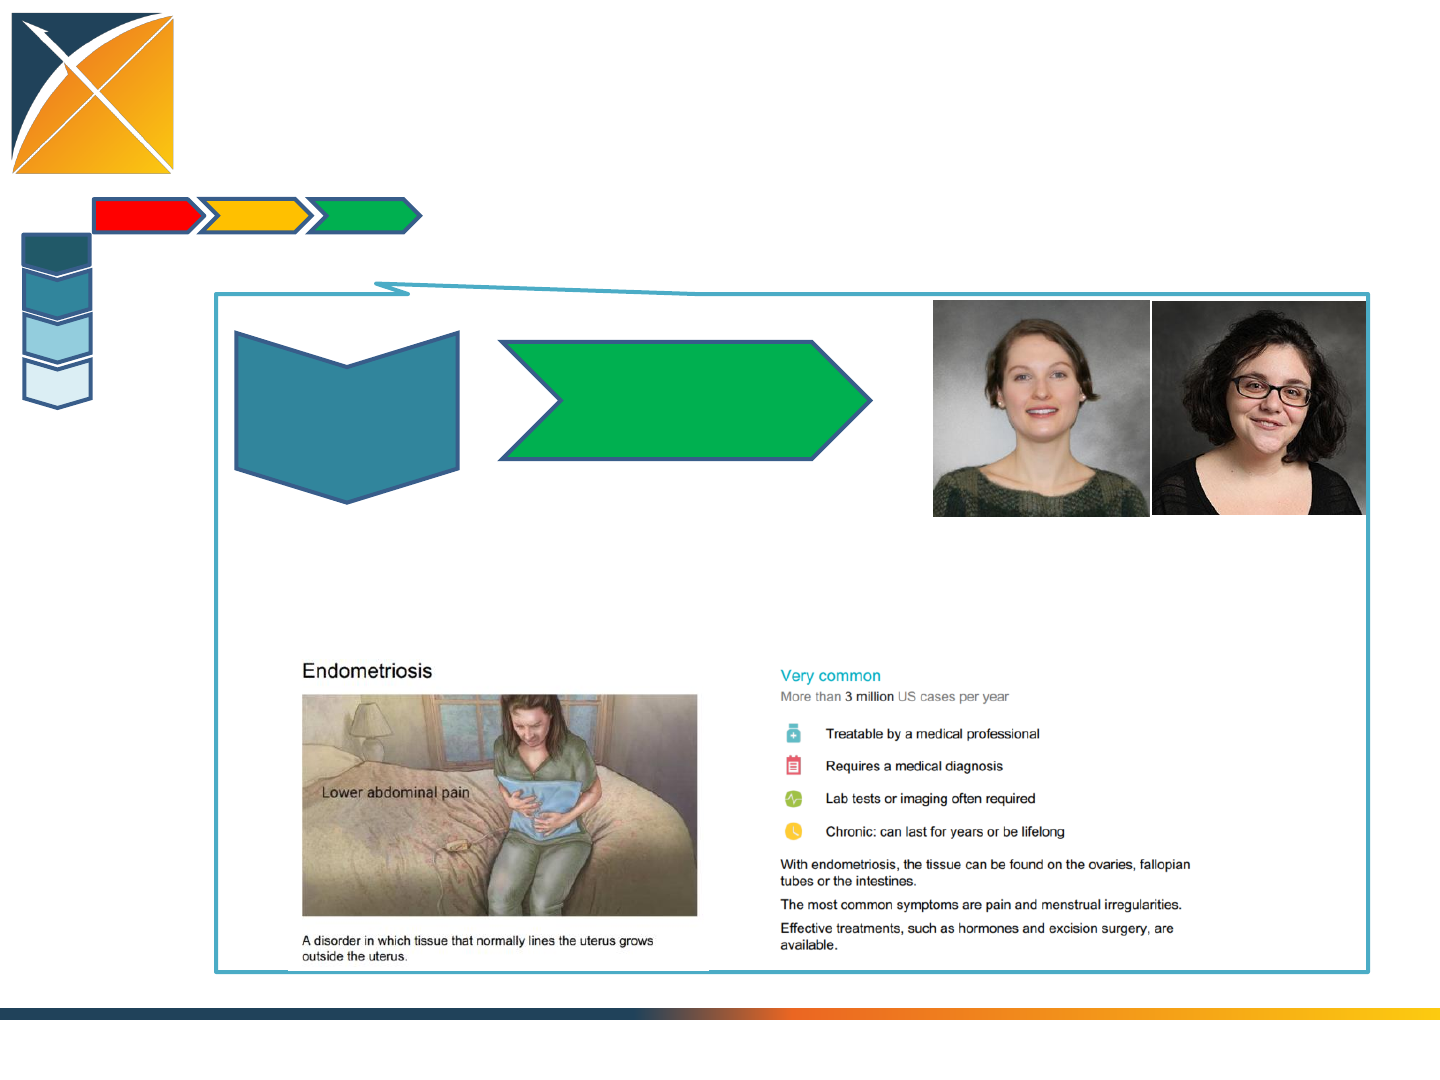 Endometriosis
Lower abdominal pain
A disorder in which tissue that normally lines the uterus grows
outside the uterus.
Very common
More than 3 million US cases per year
Treatable by a medical professional
Requires a medical diagnosis
Lab tests or imaging often required
Chronic: can last for years or be lifelong
With endometriosis, the tissue can be found on the ovaries, fallopian
tubes or the intestines.
The most common symptoms are pain and menstrual irregularities.
Effective treatments, such as hormones and excision surgery, are
available.